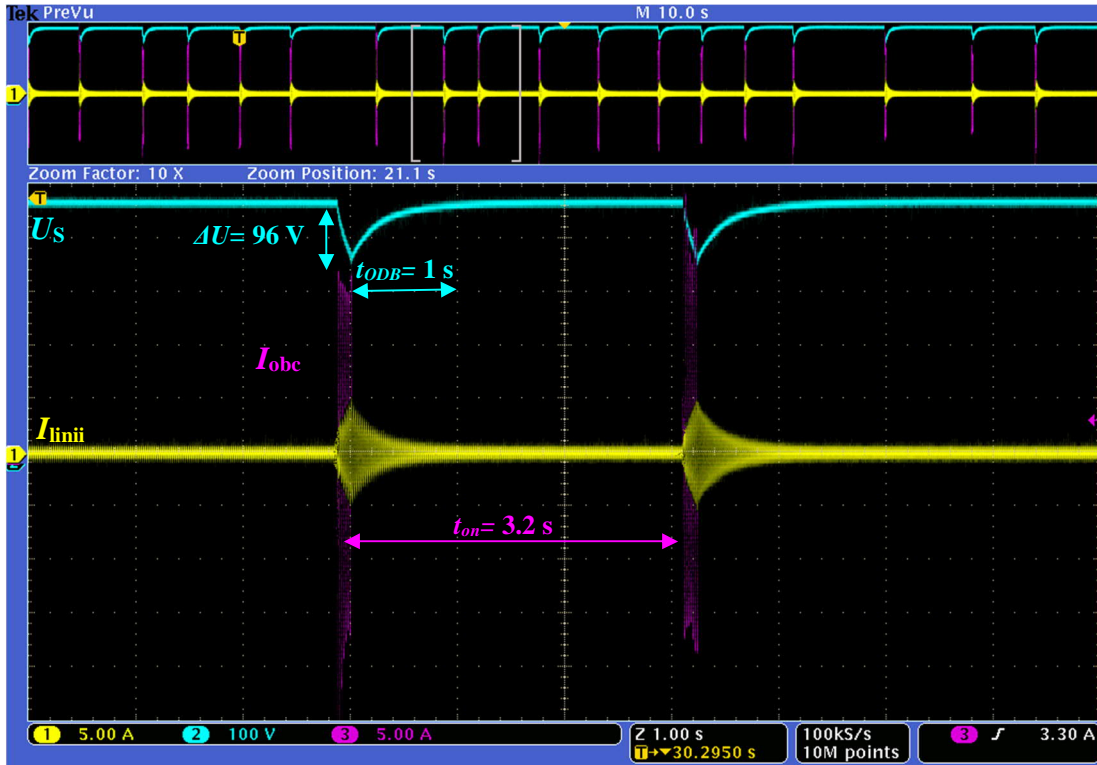 Tek PreVu M 10.0 s
T
1
Zoom Factor: 10 X Zoom Position: 21.1 s
T
US
ΔU= 96 V
tODB= 1 s
Iobc
Ilinii
1
ton= 3.2 s
1 5.00 A 2 100 V 3 5.00 A
Z 1.00 s
T→▼30.2950 s
100kS/s
10M points
3 ʃ 3.30 A